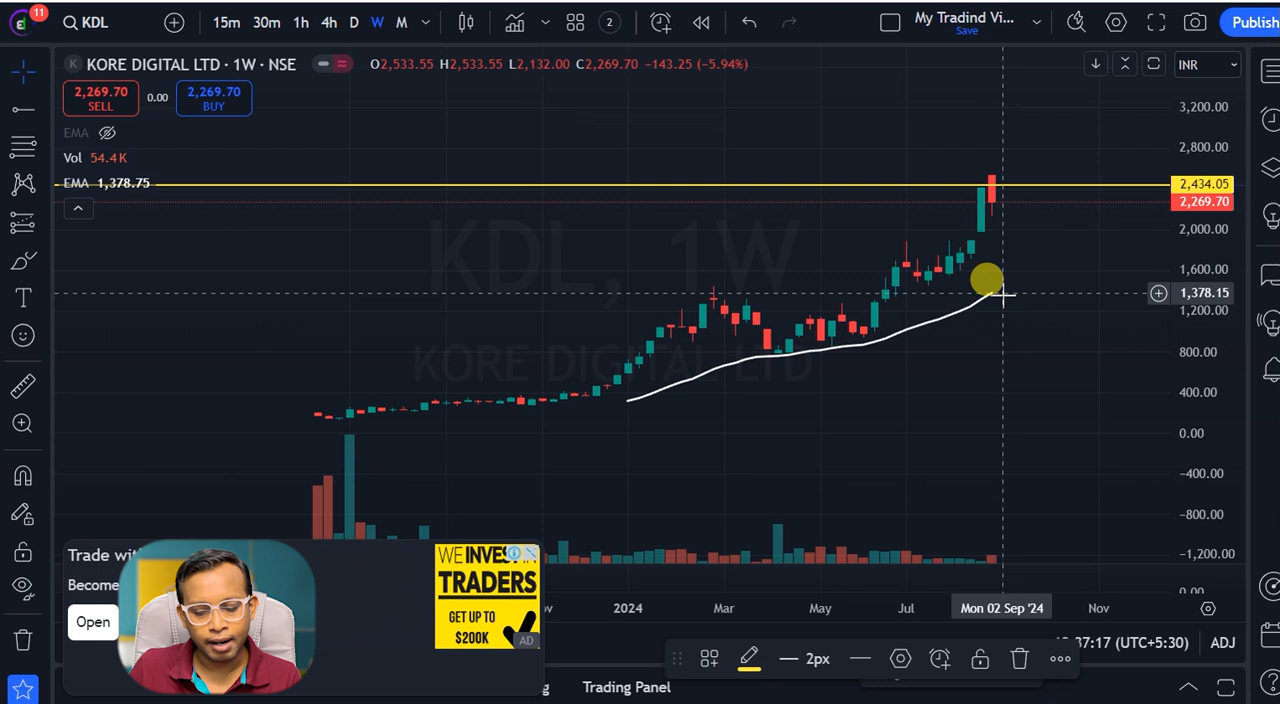 11
KDL
15m 30m 1h 4h D W M
2
My Tradind Vi...
Save
Publish
K KORE DIGITAL LTD · 1W · NSE
O2,533.55 H2,533.55 L2,132.00 C2,269.70 −143.25 (−5.94%)
INR
2,269.70
SELL
0.00
2,269.70
BUY
EMA
Vol 54.4K
EMA 1,378.75
KDL, 1W
KORE DIGITAL LTD
3,200.00
2,800.00
2,434.05
2,269.70
2,000.00
1,600.00
1,378.15
1,200.00
800.00
400.00
0.00
−400.00
−800.00
−1,200.00
2024
Mar
May
Jul
Mon 02 Sep '24
Nov
Trade
Become
Open
WE INVEST IN
TRADERS
GET UP TO
$200K
AD
2px
:37:17 (UTC+5:30)
ADJ
Trading Panel